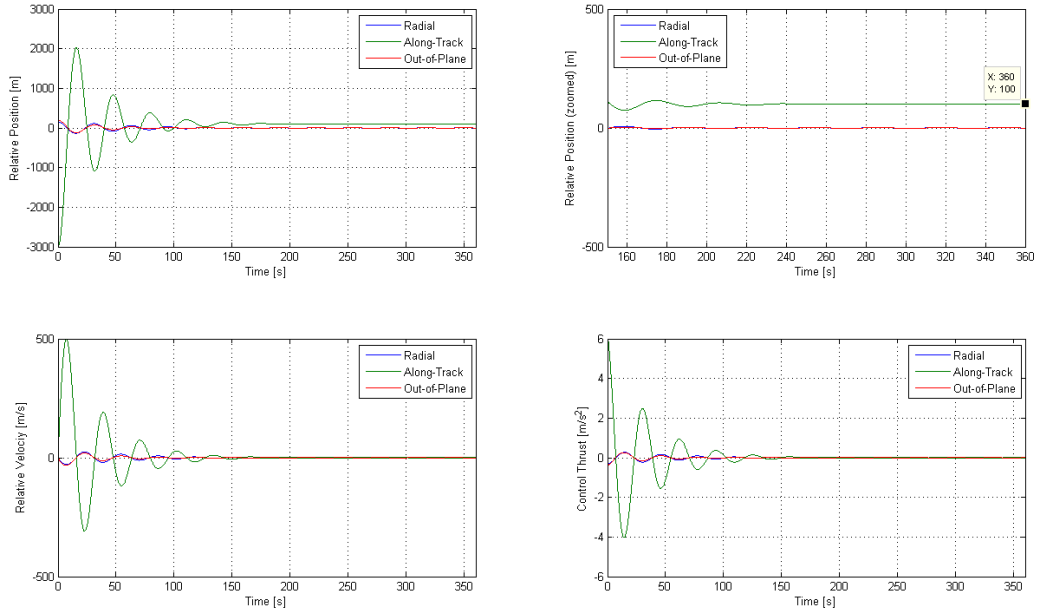 Relative Position [m]
3000
2000
1000
0
-1000
-2000
-3000
Radial
Along-Track
Out-of-Plane
0 50 100 150 200 250 300 350
Time [s]
Relative Position (zoomed) [m]
500
0
-500
Radial
Along-Track
Out-of-Plane
X: 360
Y: 100
160 180 200 220 240 260 280 300 320 340 360
Time [s]
Relative Velociy [m/s]
500
0
-500
Radial
Along-Track
Out-of-Plane
0 50 100 150 200 250 300 350
Time [s]
Control Thrust [m/s²]
6
4
2
0
-2
-4
-6
Radial
Along-Track
Out-of-Plane
0 50 100 150 200 250 300 350
Time [s]